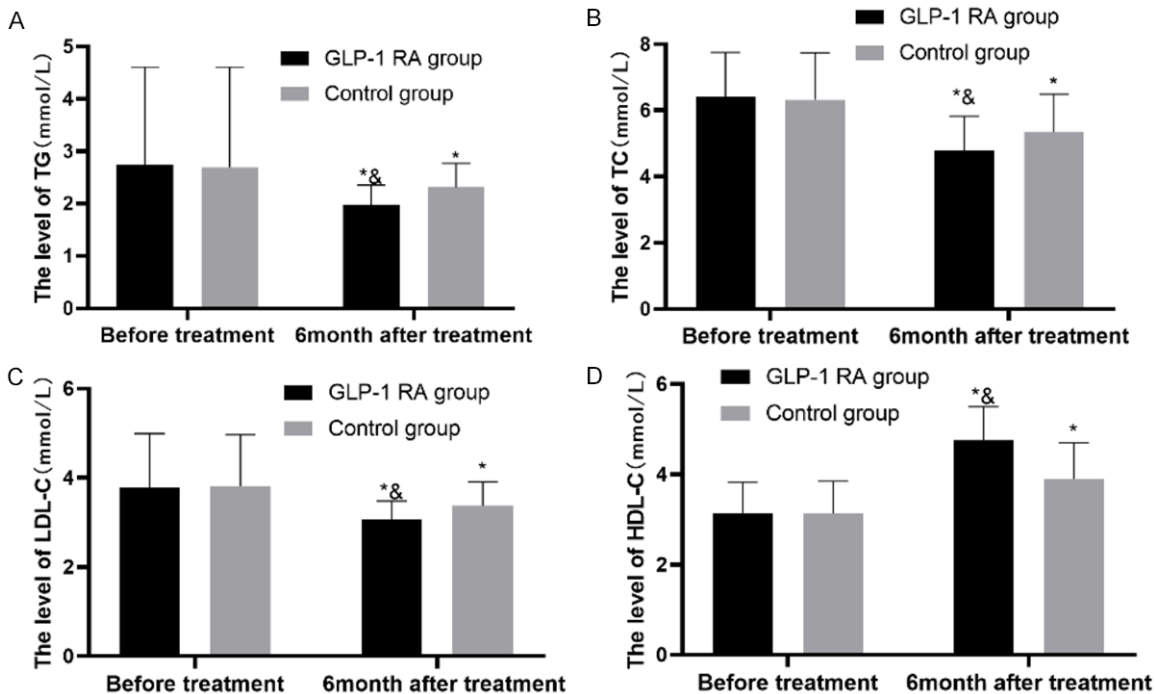 A
The level of TG(mmol/L)
5
4
3
2
1
0
GLP-1 RA group
Control group
*&
*
Before treatment
6month after treatment
B
The level of TC(mmol/L)
8
6
4
2
0
GLP-1 RA group
Control group
*&
*
Before treatment
6month after treatment
C
The level of LDL-C(mmol/L)
6
4
2
0
GLP-1 RA group
Control group
*&
*
Before treatment
6month after treatment
D
The level of HDL-C(mmol/L)
6
4
2
0
GLP-1 RA group
Control group
*&
*
Before treatment
6month after treatment